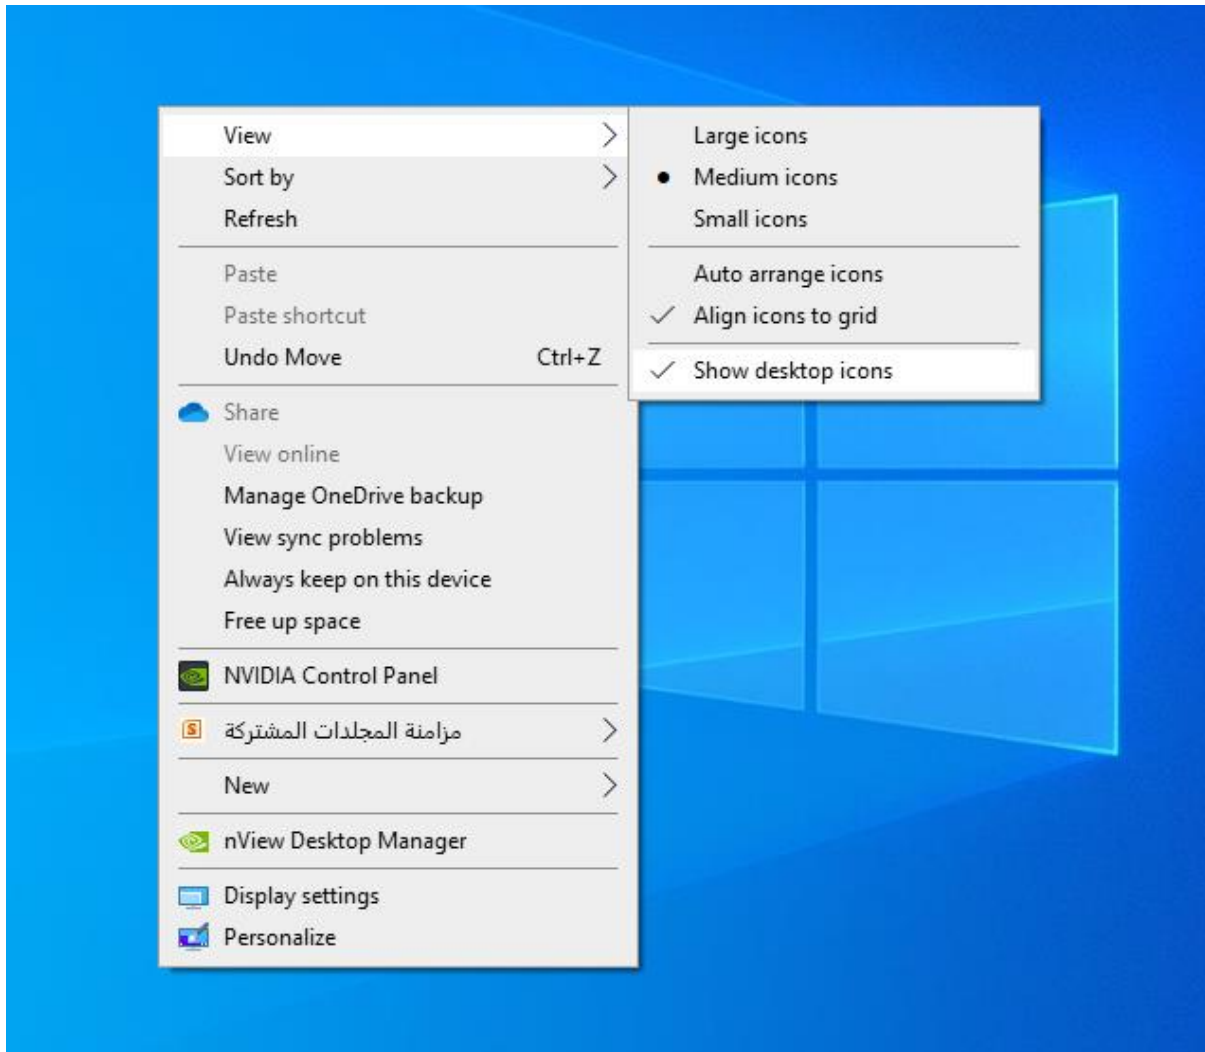 View
Sort by
Refresh
Paste
Paste shortcut
Undo Move Ctrl+Z
Share
View online
Manage OneDrive backup
View sync problems
Always keep on this device
Free up space
NVIDIA Control Panel
مزامنة المجلدات المشتركة
New
nView Desktop Manager
Display settings
Personalize
Large icons
Medium icons
Small icons
Auto arrange icons
Align icons to grid
Show desktop icons